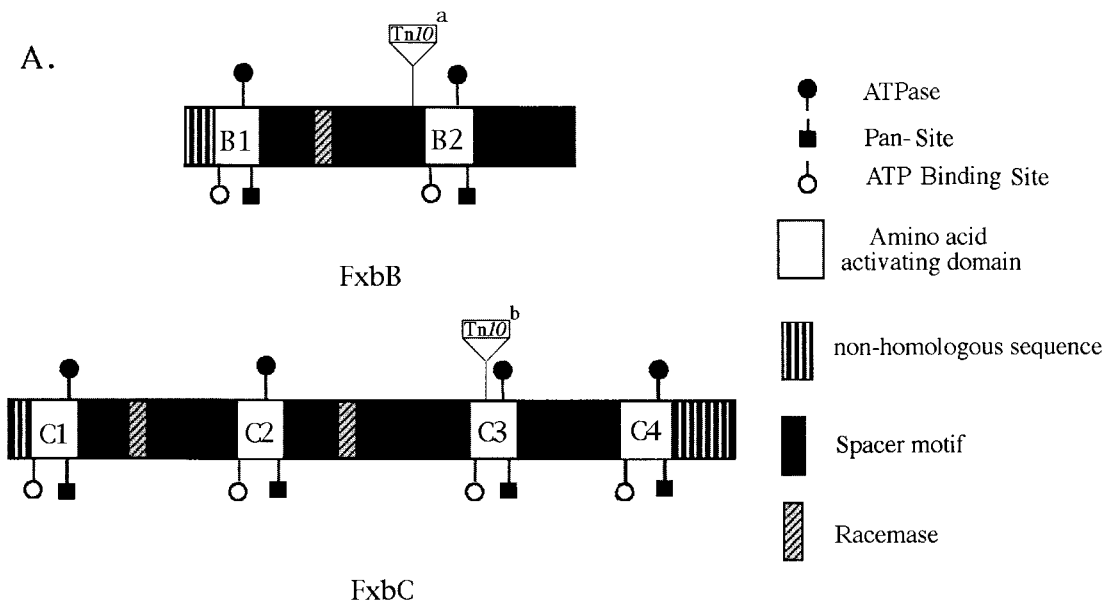 A.
Tn10 a
B1
B2
FxbB
Tn10 b
C1
C2
C3
C4
FxbC
ATPase
Pan-Site
ATP Binding Site
Amino acid
activating domain
non-homologous sequence
Spacer motif
Racemase